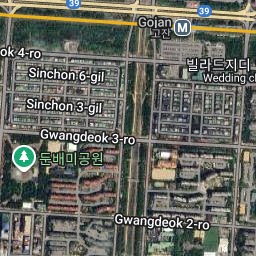 39
39
Gojan
고잔
M
ok 4-ro
빌라드지디
Wedding c
Sinchon 6-gil
Sinchon 3-gil
Gwangdeok 3-ro
둔배미공원
Gwangdeok 2-ro